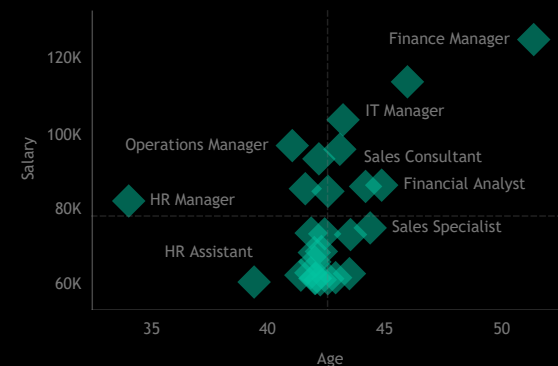 Finance Manager
120K
IT Manager
100K
Operations Manager
Sales Consultant
Salary
Financial Analyst
HR Manager
80K
Sales Specialist
HR Assistant
60K
35 40 45 50
Age